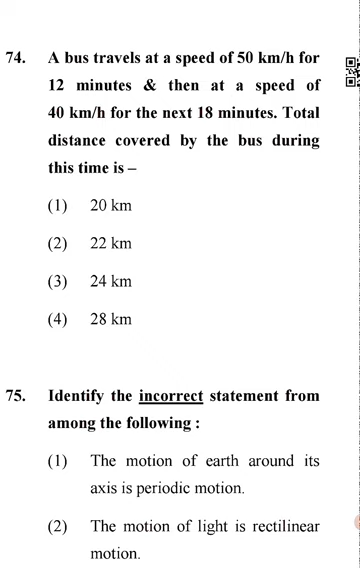 74. A bus travels at a speed of 50 km/h for
12 minutes & then at a speed of
40 km/h for the next 18 minutes. Total
distance covered by the bus during
this time is –
(1) 20 km
(2) 22 km
(3) 24 km
(4) 28 km
75. Identify the incorrect statement from
among the following :
(1) The motion of earth around its
axis is periodic motion.
(2) The motion of light is rectilinear
motion.